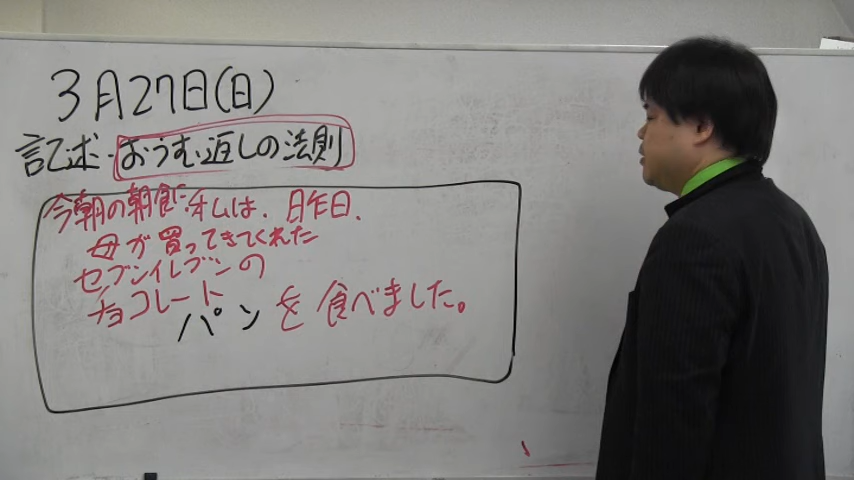 3月27日(日)
記述・おうむ返しの法則
今朝の朝食に、私は、昨日、
母が買ってきてくれた
セブンイレブンの
チョコレート
パンを食べました。